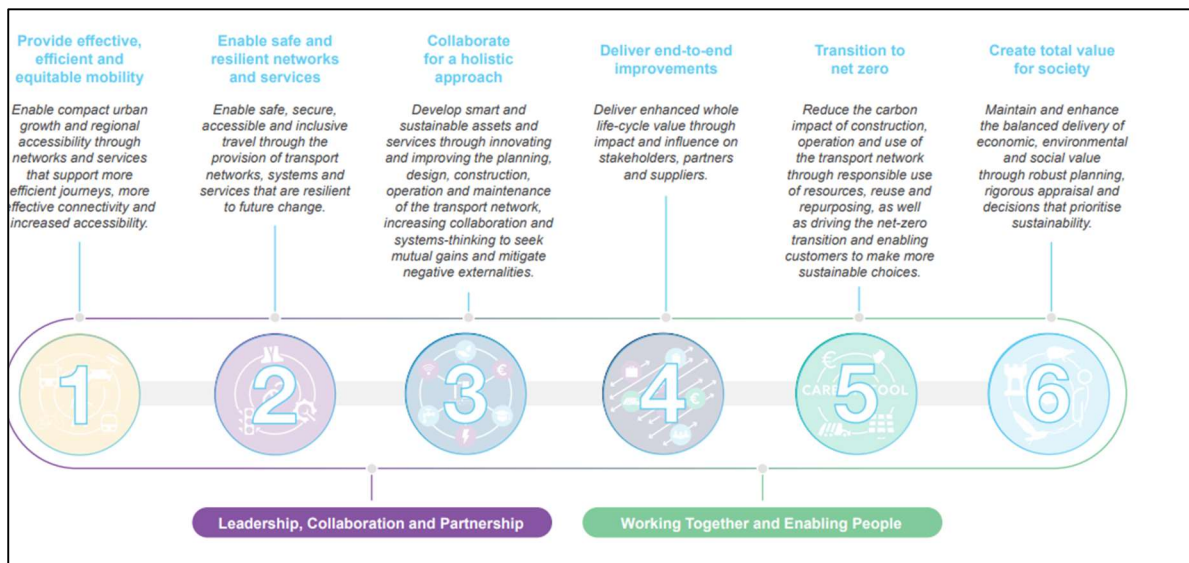 Provide effective,
efficient and
equitable mobility
Enable compact urban
growth and regional
accessibility through
networks and services
that support more
efficient journeys, more
effective connectivity and
increased accessibility.
Enable safe and
resilient networks
and services
Enable safe, secure,
accessible and inclusive
travel through the
provision of transport
networks, systems and
services that are resilient
to future change.
Collaborate
for a holistic
approach
Develop smart and
sustainable assets and
services through innovating
and improving the planning,
design, construction,
operation and maintenance
of the transport network,
increasing collaboration and
systems-thinking to seek
mutual gains and mitigate
negative externalities.
Deliver end-to-end
improvements
Deliver enhanced whole
life-cycle value through
impact and influence on
stakeholders, partners
and suppliers.
Transition to
net zero
Reduce the carbon
impact of construction,
operation and use of
the transport network
through responsible use
of resources, reuse and
repurposing, as well
as driving the net-zero
transition and enabling
customers to make more
sustainable choices.
Create total value
for society
Maintain and enhance
the balanced delivery of
economic, environmental
and social value
through robust planning,
rigorous appraisal and
decisions that prioritise
sustainability.
1
2
3
4
5
6
Leadership, Collaboration and Partnership
Working Together and Enabling People